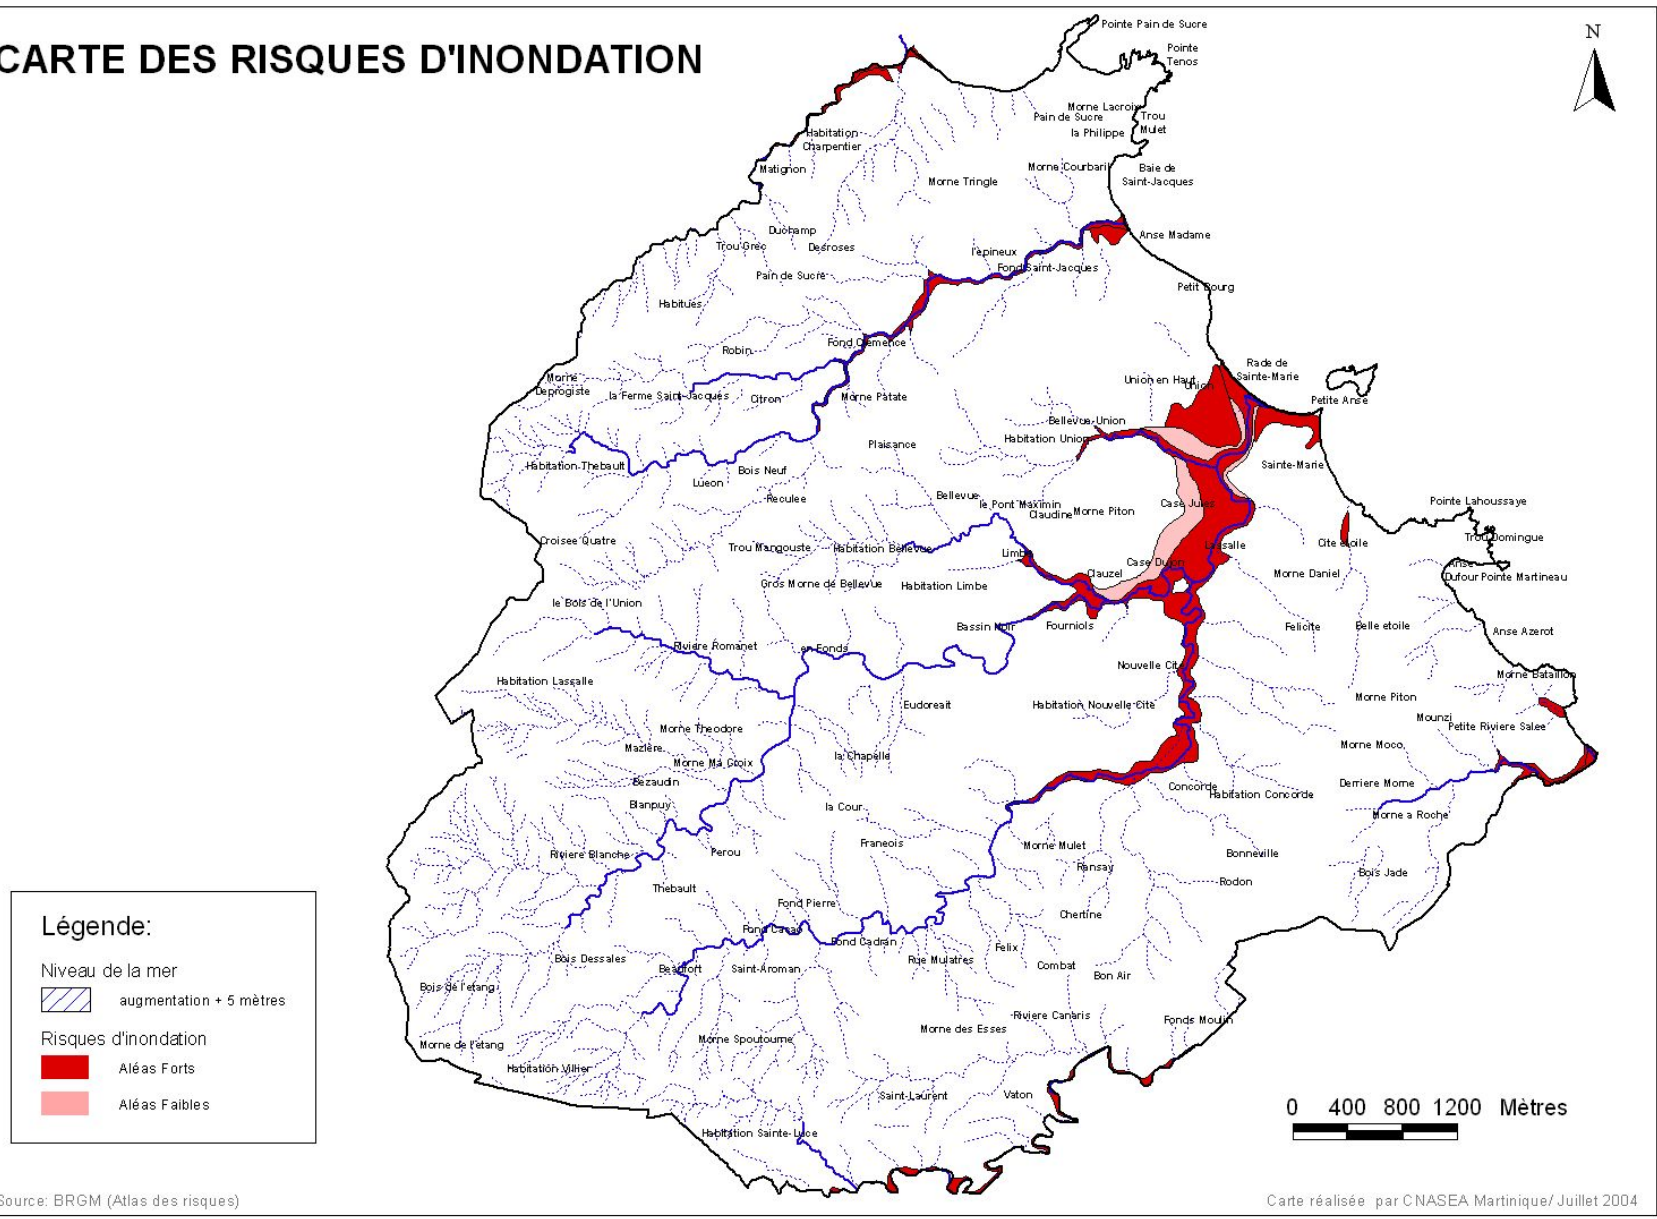 CARTE DES RISQUES D'INONDATION
N
Pointe Pain de Sucre
Pointe
Tenos
Morne Lacroix
Pain de Sucre
Trou
Mulet
la Philippe
Habitation
Charpentier
Matignon
Morne Courbaril
Baie de
Saint-Jacques
Morne Tringle
Duchamp
Trou Grec
Desroses
Anse Madame
l'epineux
Fond Saint-Jacques
Pain de Sucre
Petit Bourg
Habitues
Fond Clemence
Robin
Rade de
Sainte-Marie
Union en Haut
Union
Morne
Deprogiste
la Ferme Saint-Jacques
Citron
Morne Patate
Petite Anse
Bellevue-Union
Habitation Union
Plaisance
Habitation Thebault
Bois Neuf
Lueon
Reculee
Sainte-Marie
Bellevue
le Pont Maximin
Claudine
Morne Piton
Case Jules
Pointe Lahoussaye
Croisee Quatre
Trou Mangouste
Habitation Bellevue
Limbe
Lassalle
Cite etoile
Trou Domingue
Case Dujon
Clauzel
Morne Daniel
Anse
Dufour
Pointe Martineau
Gros Morne de Bellevue
Habitation Limbe
le Bois de l'Union
Bassin Noir
Fourniols
Felicite
Belle etoile
Anse Azerot
Riviere Romanet
en Fonds
Nouvelle Cite
Habitation Lassalle
Morne Bataillon
Eudoreait
Habitation Nouvelle Cite
Morne Piton
Mounzi
Petite Riviere Salee
Morne Theodore
Maziere
Morne Ma Croix
la Chapelle
Morne Moco
Bezaudin
Concorde
Habitation Concorde
Derriere Morne
Blanpuy
la Cour
Morne a Roche
Riviere Blanche
Perou
Franeois
Morne Mulet
Ransay
Bonneville
Rodon
Bois Jade
Thebault
Fond Pierre
Chertine
Fond Cacao
Fond Cadran
Rue Mulatres
Felix
Bois Dessales
Beaufort
Saint-Aroman
Combat
Bon Air
Bois de l'etang
Morne des Esses
Riviere Canaris
Fonds Moulin
Morne de l'etang
Morne Spoutourne
Habitation Villier
Saint-Laurent
Vaton
Habitation Sainte-Luce
Légende:
Niveau de la mer
augmentation + 5 mètres
Risques d'inondation
Aléas Forts
Aléas Faibles
0 400 800 1200 Mètres
Source: BRGM (Atlas des risques)
Carte réalisée par CNASEA Martinique/ Juillet 2004